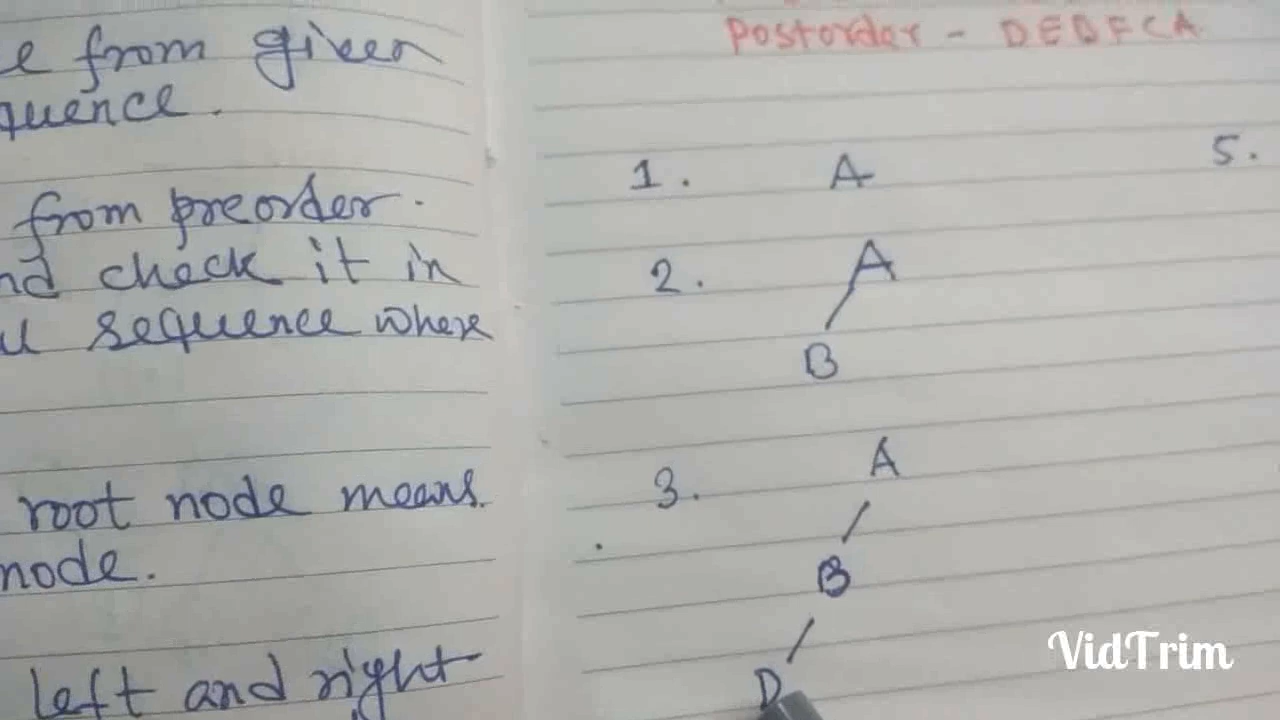 e from given
quence.
from preorder.
nd check it in
sequence where
root node means.
node.
left and right
Postorder - DEBFCA
1. A
5.
2. A
B
3. A
B
D
VidTrim